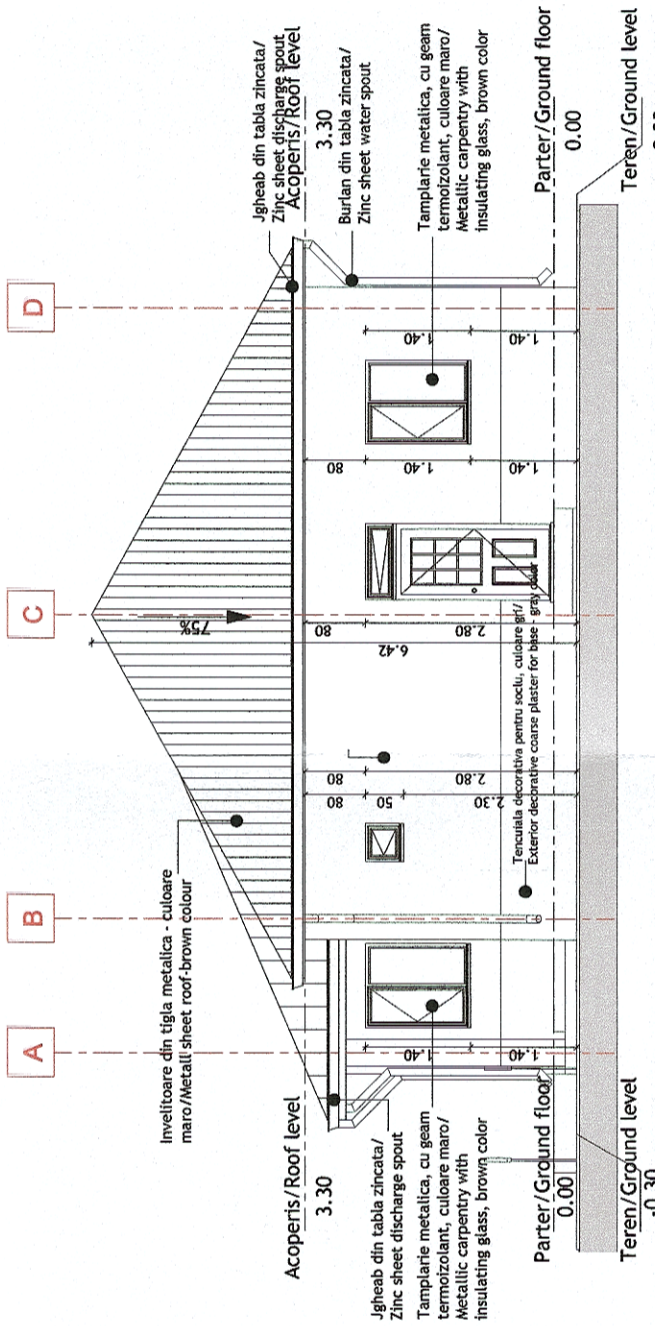 A
B
C
D
Invelitoare din tigla metalica - culoare
maro/Metall sheet roof-brown colour
75%
Jgheab din tabla zincata/
Zinc sheet discharge spout
Acoperis/Roof level
3.30
Burlan din tabla zincata/
Zinc sheet water spout
Tamplarie metalica, cu geam
termoizolant, culoare maro/
Metallic carpentry with
insulating glass, brown color
Parter/Ground floor
0.00
Teren/Ground level
Acoperis/Roof level
3.30
Jgheab din tabla zincata/
Zinc sheet discharge spout
Tamplarie metalica, cu geam
termoizolant, culoare maro/
Metallic carpentry with
insulating glass, brown color
Parter/Ground floor
0.00
Teren/Ground level
-0.30
1.40
1.40
80
50
2.30
80
2.80
6.42
80
2.80
80
1.40
1.40
1.40
1.40
Tencuiala decorativa pentru soclu, culoare gri/
Exterior decorative coarse plaster for base - gray color